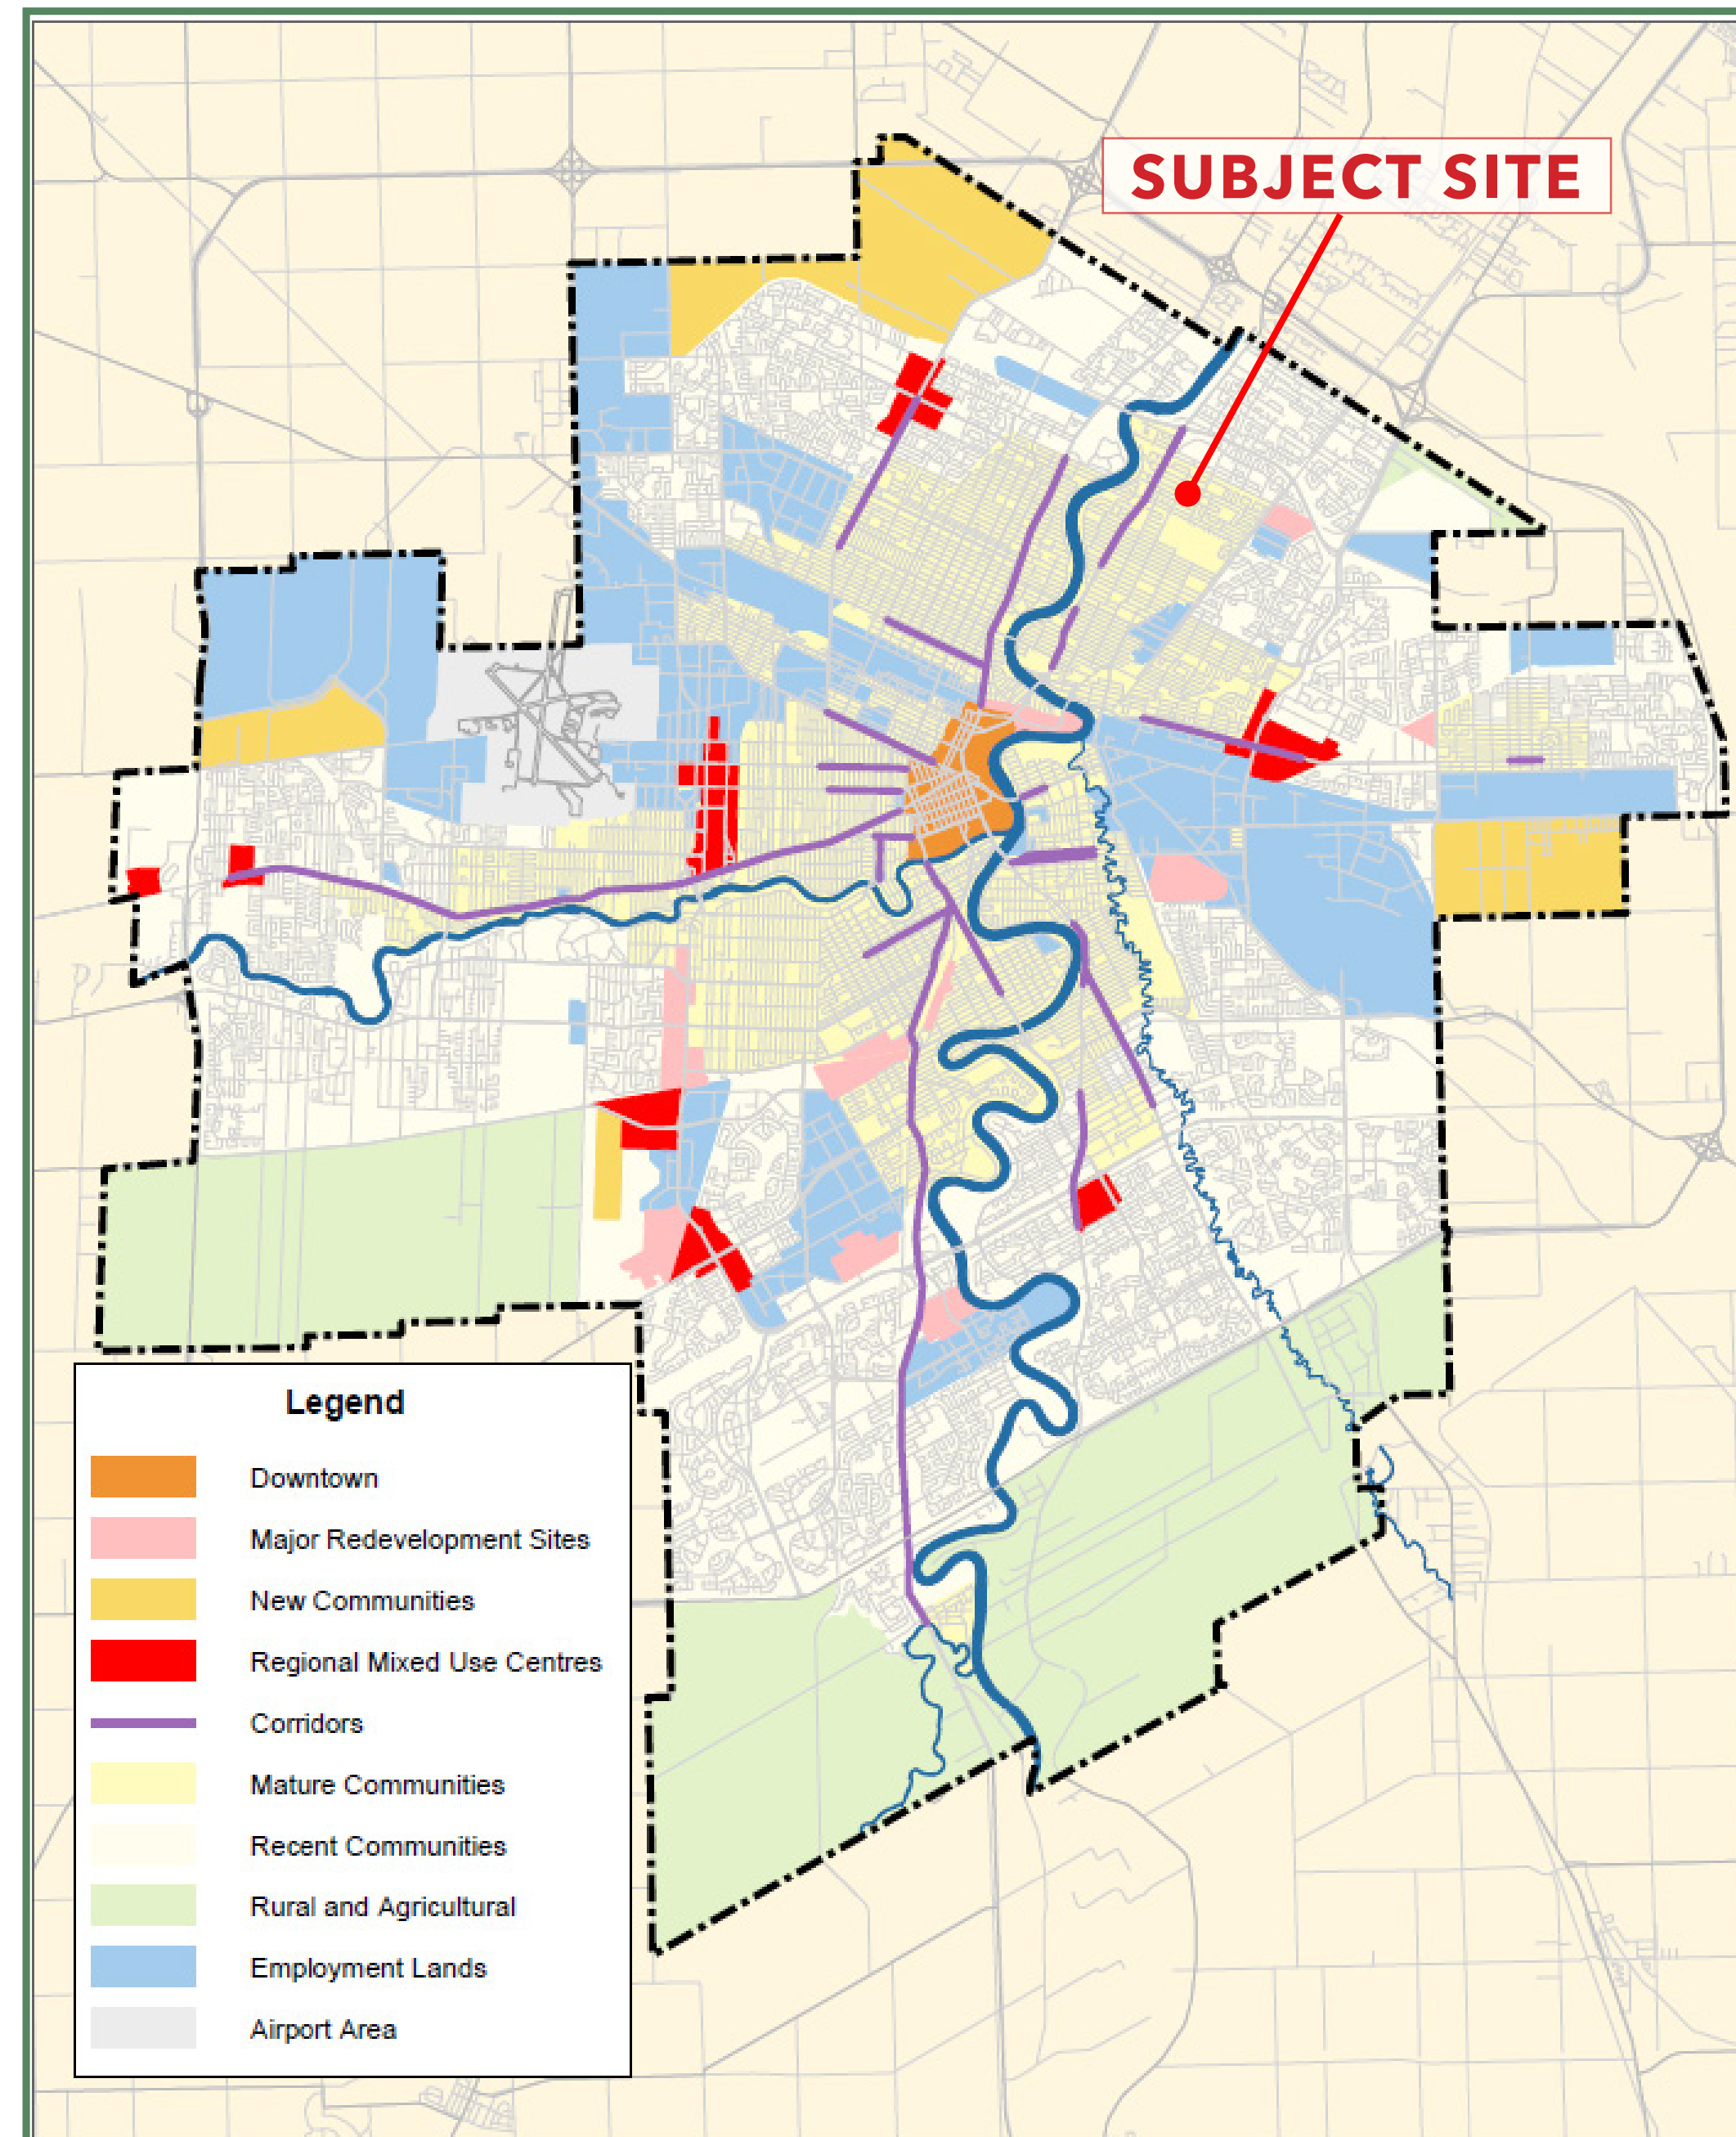 SUBJECT SITE
Legend
Downtown
Major Redevelopment Sites
New Communities
Regional Mixed Use Centres
Corridors
Mature Communities
Recent Communities
Rural and Agricultural
Employment Lands
Airport Area